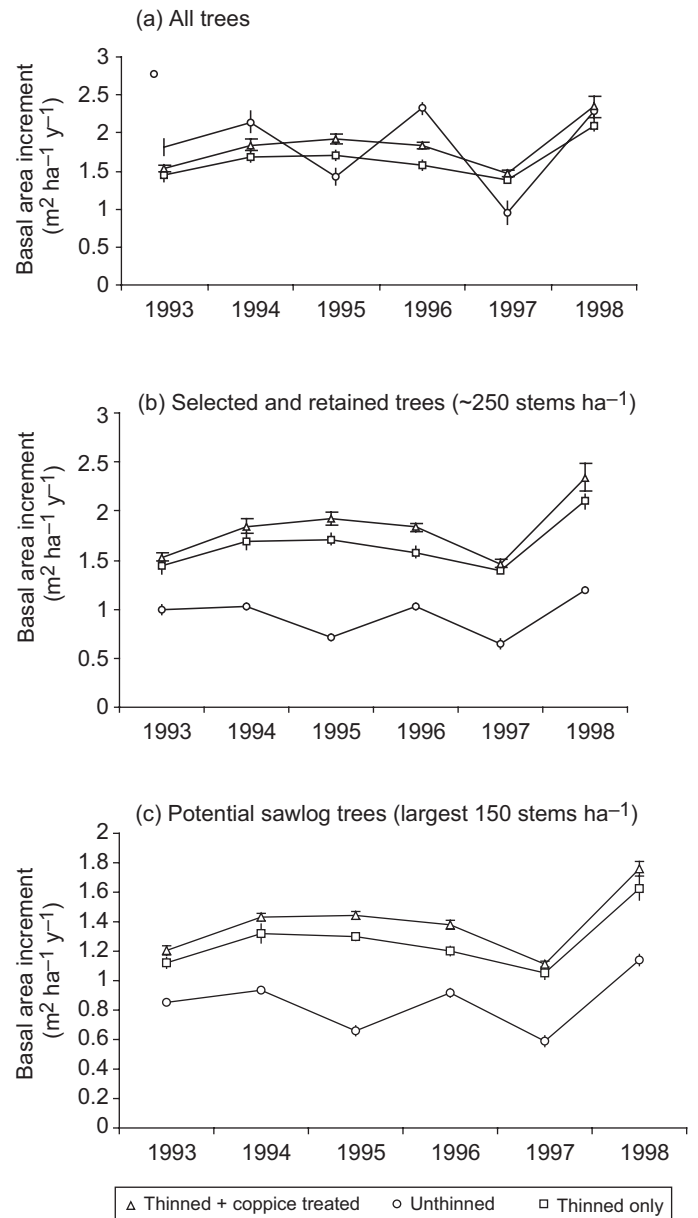 (a) All trees
Basal area increment
(m² ha⁻¹ y⁻¹)
3
2.5
2
1.5
1
0.5
0
1993 1994 1995 1996 1997 1998
(b) Selected and retained trees (~250 stems ha⁻¹)
Basal area increment
(m² ha⁻¹ y⁻¹)
3
2.5
2
1.5
1
0.5
0
1993 1994 1995 1996 1997 1998
(c) Potential sawlog trees (largest 150 stems ha⁻¹)
Basal area increment
(m² ha⁻¹ y⁻¹)
2
1.8
1.6
1.4
1.2
1
0.8
0.6
0.4
0.2
0
1993 1994 1995 1996 1997 1998
Thinned + coppice treated Unthinned Thinned only